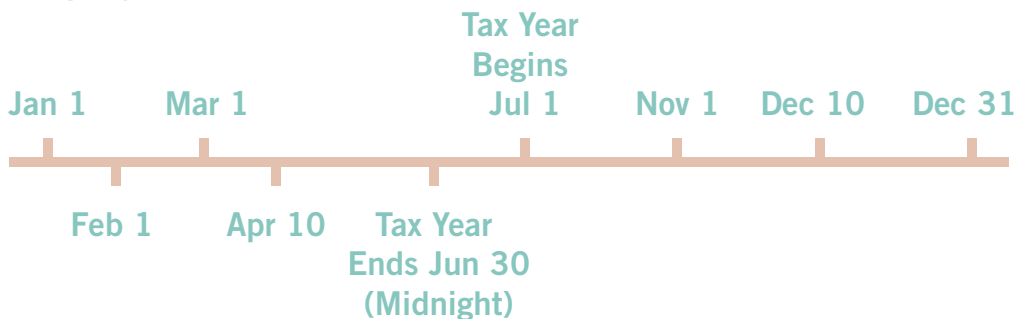 Tax Year
Begins
Jan 1 Mar 1 Jul 1 Nov 1 Dec 10 Dec 31
Feb 1 Apr 10 Tax Year
Ends Jun 30
(Midnight)